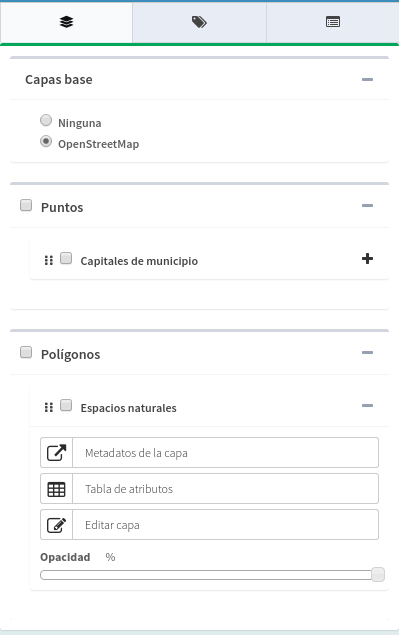 Capas base
Ninguna
OpenStreetMap
Puntos
Capitales de municipio
Polígonos
Espacios naturales
Metadatos de la capa
Tabla de atributos
Editar capa
Opacidad %